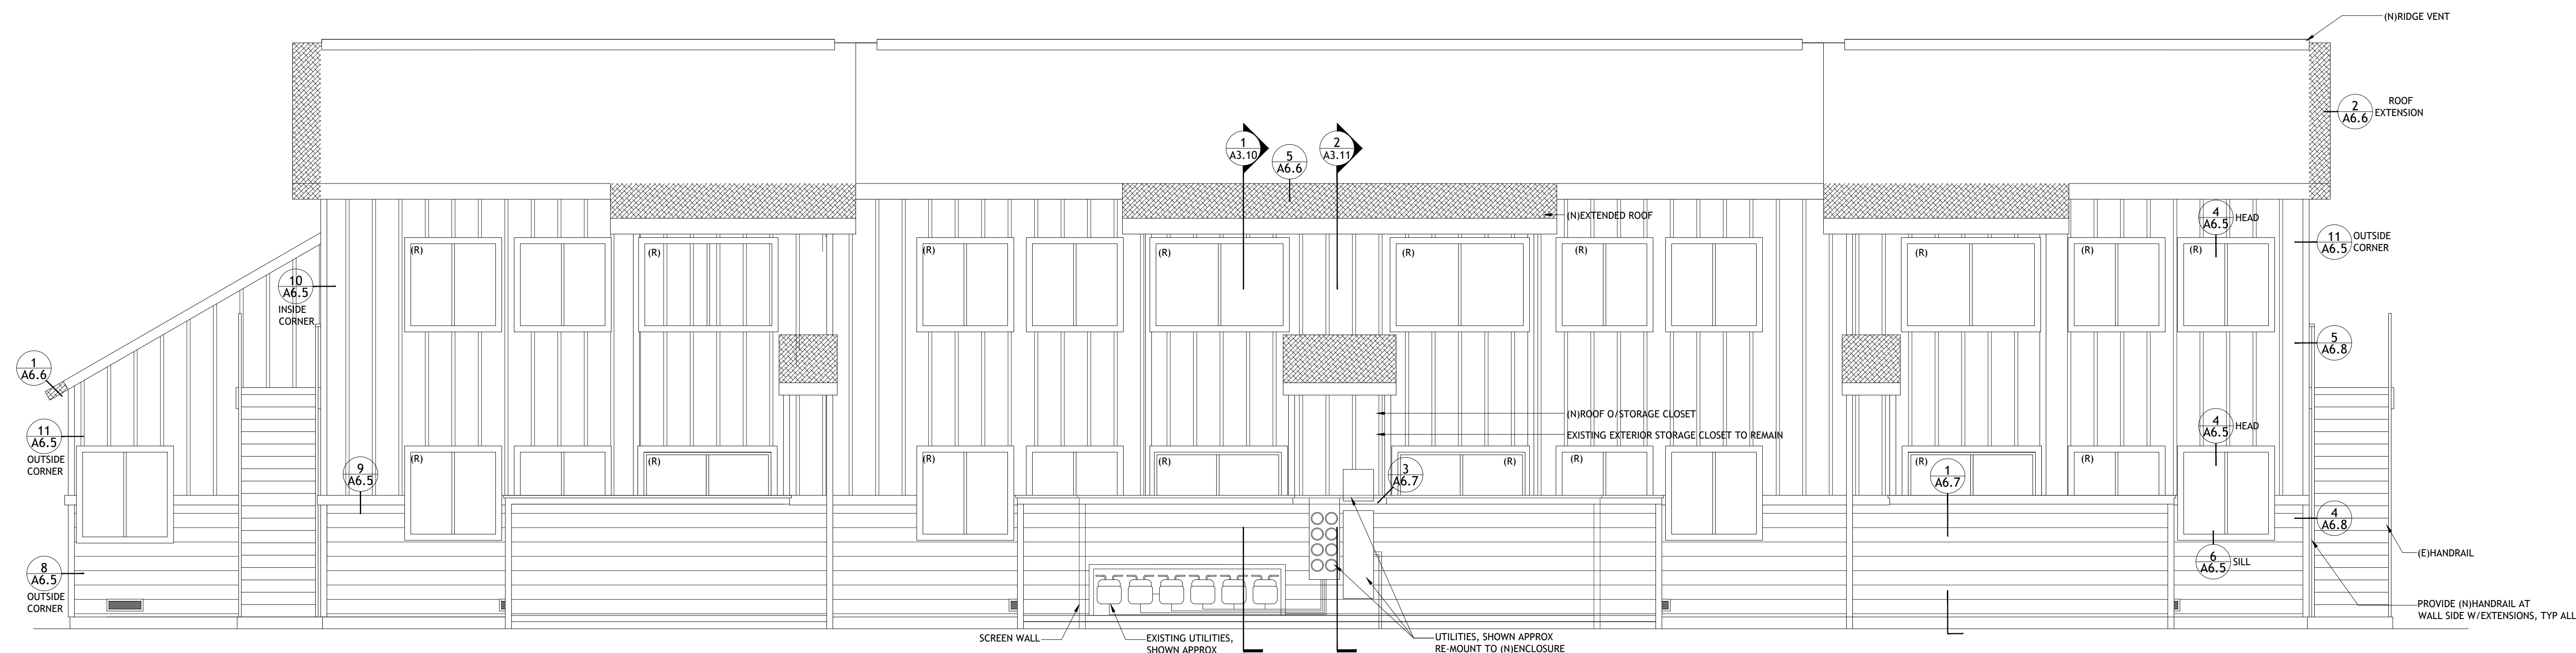 (N)RIDGE VENT
2
A6.6
ROOF
EXTENSION
1
A3.10
5
A6.6
2
A3.11
(N)EXTENDED ROOF
4
A6.5
HEAD
11
A6.5
OUTSIDE
CORNER
(R)
(R)
(R)
(R)
(R)
(R)
(R)
(R)
(R)
10
A6.5
INSIDE
CORNER
1
A6.6
5
A6.8
(N)ROOF O/STORAGE CLOSET
EXISTING EXTERIOR STORAGE CLOSET TO REMAIN
11
A6.5
OUTSIDE
CORNER
4
A6.5
HEAD
9
A6.5
(R)
(R)
(R)
(R)
(R)
(R)
(R)
(R)
3
A6.7
1
A6.7
4
A6.8
8
A6.5
OUTSIDE
CORNER
6
A6.5
SILL
(E)HANDRAIL
PROVIDE (N)HANDRAIL AT
WALL SIDE W/EXTENSIONS, TYP ALL
SCREEN WALL
EXISTING UTILITIES,
SHOWN APPROX
UTILITIES, SHOWN APPROX
RE-MOUNT TO (N)ENCLOSURE